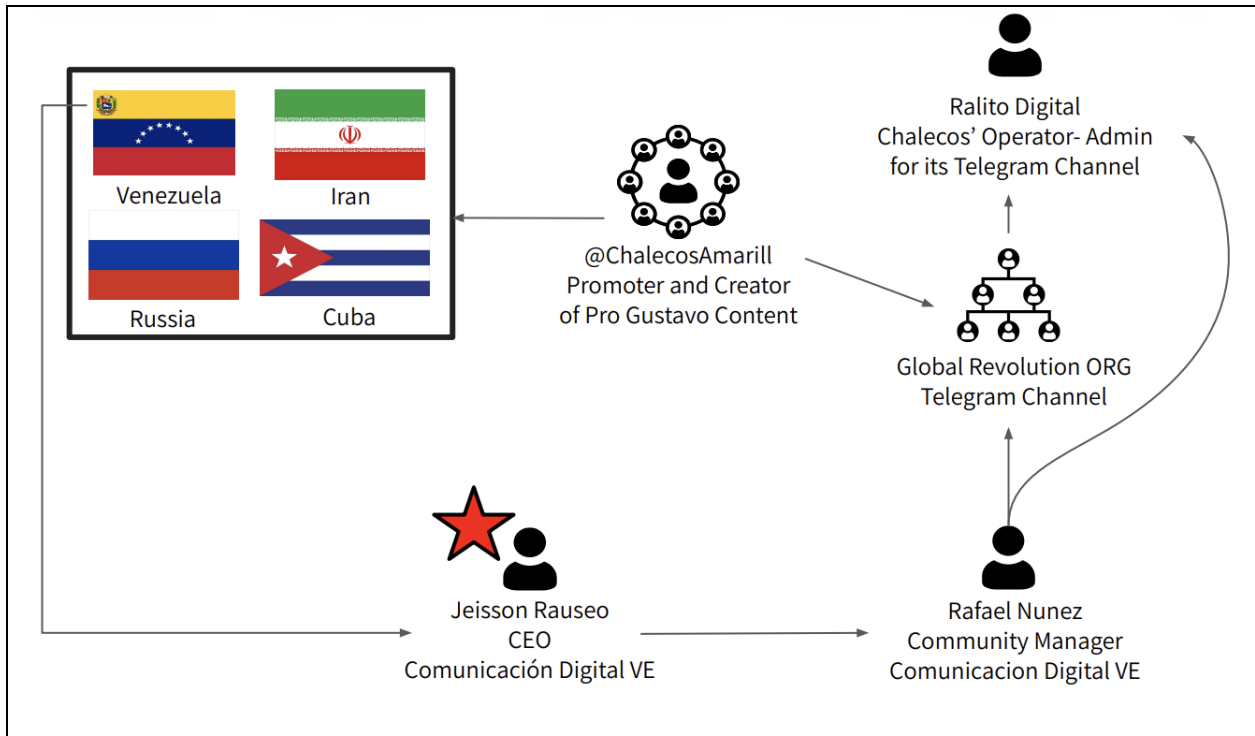 Venezuela
Iran
Russia
Cuba
@ChalecosAmarill
Promoter and Creator
of Pro Gustavo Content
Ralito Digital
Chalecos' Operator- Admin
for its Telegram Channel
Global Revolution ORG
Telegram Channel
Jeisson Rauseo
CEO
Comunicación Digital VE
Rafael Nunez
Community Manager
Comunicacion Digital VE